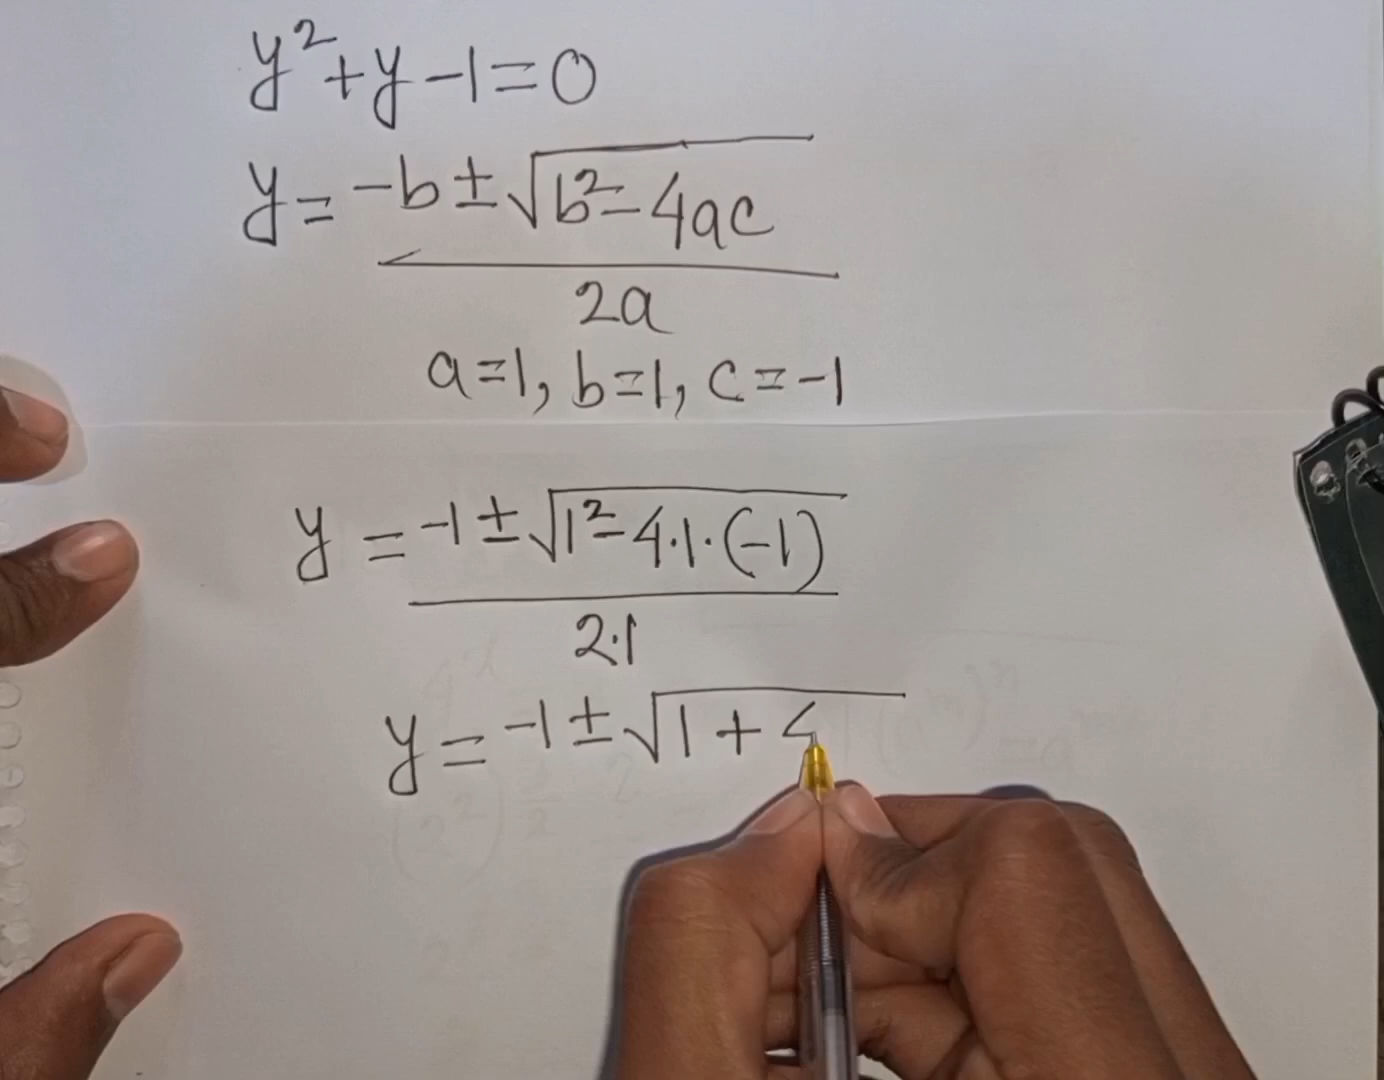 y² + y - 1 = 0
y = (-b ± √(b² - 4ac)) / 2a
a = 1, b = 1, c = -1
y = (-1 ± √(1² - 4·1·(-1))) / 2·1
y = -1 ± √(1 + 4